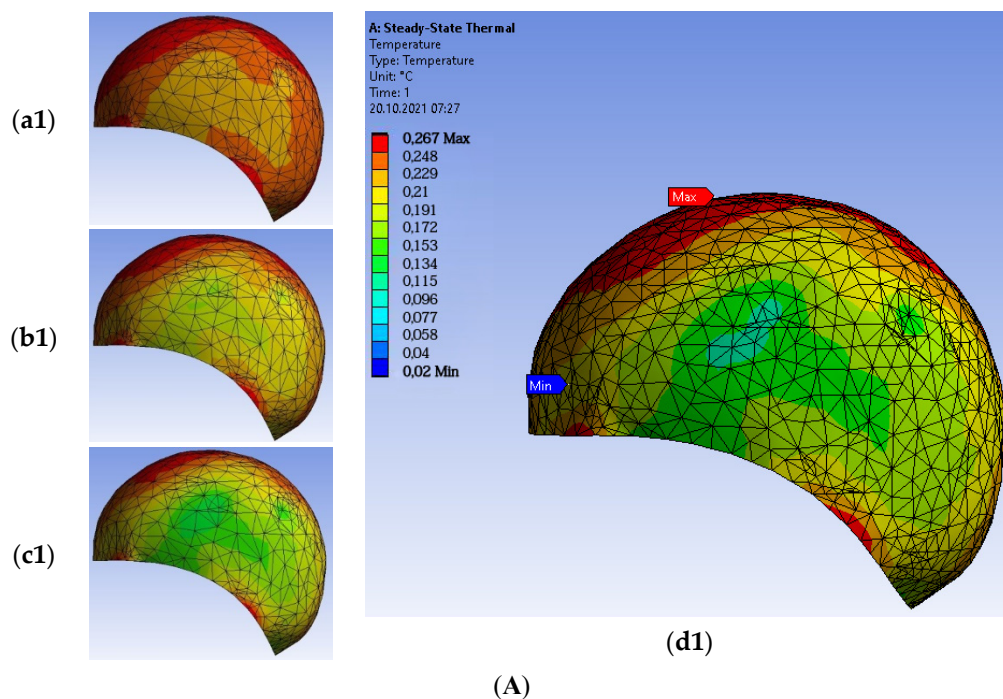 (a1)
(b1)
(c1)
A: Steady-State Thermal
Temperature
Type: Temperature
Unit: °C
Time: 1
20.10.2021 07:27
0,267 Max
0,248
0,229
0,21
0,191
0,172
0,153
0,134
0,115
0,096
0,077
0,058
0,04
0,02 Min
Max
Min
(d1)
(A)